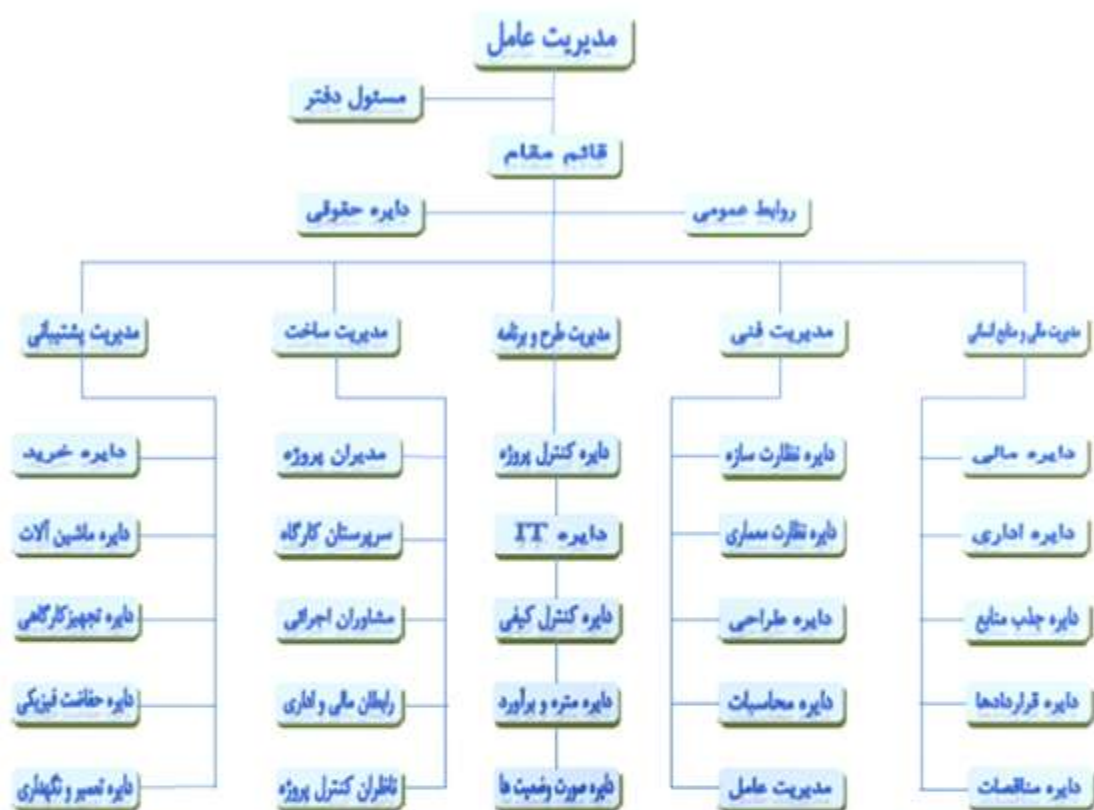 مدیریت عامل
مسئول دفتر
قائم مقام
روابط عمومی
دایره حقوقی
مدیریت مالی و منابع انسانی
مدیریت فنی
مدیریت طرح و برنامه
مدیریت ساخت
مدیریت پشتیبانی
دایره مالی
دایره نظارت سازه
دایره کنترل پروژه
مدیران پروژه
دایره خرید
دایره اداری
دایره نظارت معماری
دایره IT
سرپرستان کارگاه
دایره ماشین آلات
دایره جذب منابع
دایره طراحی
دایره کنترل کیفی
مشاوران اجرائی
دایره تجهیزکارگاهی
دایره قراردادها
دایره محاسبات
دایره متره و برآورد
رابطان مالی و اداری
دایره حفاضت فیزیکی
دایره مناقصات
مدیریت عامل
دایره صورت وضعیت ها
ناظران کنترل پروژه
دایره تعمیر و نگهداری